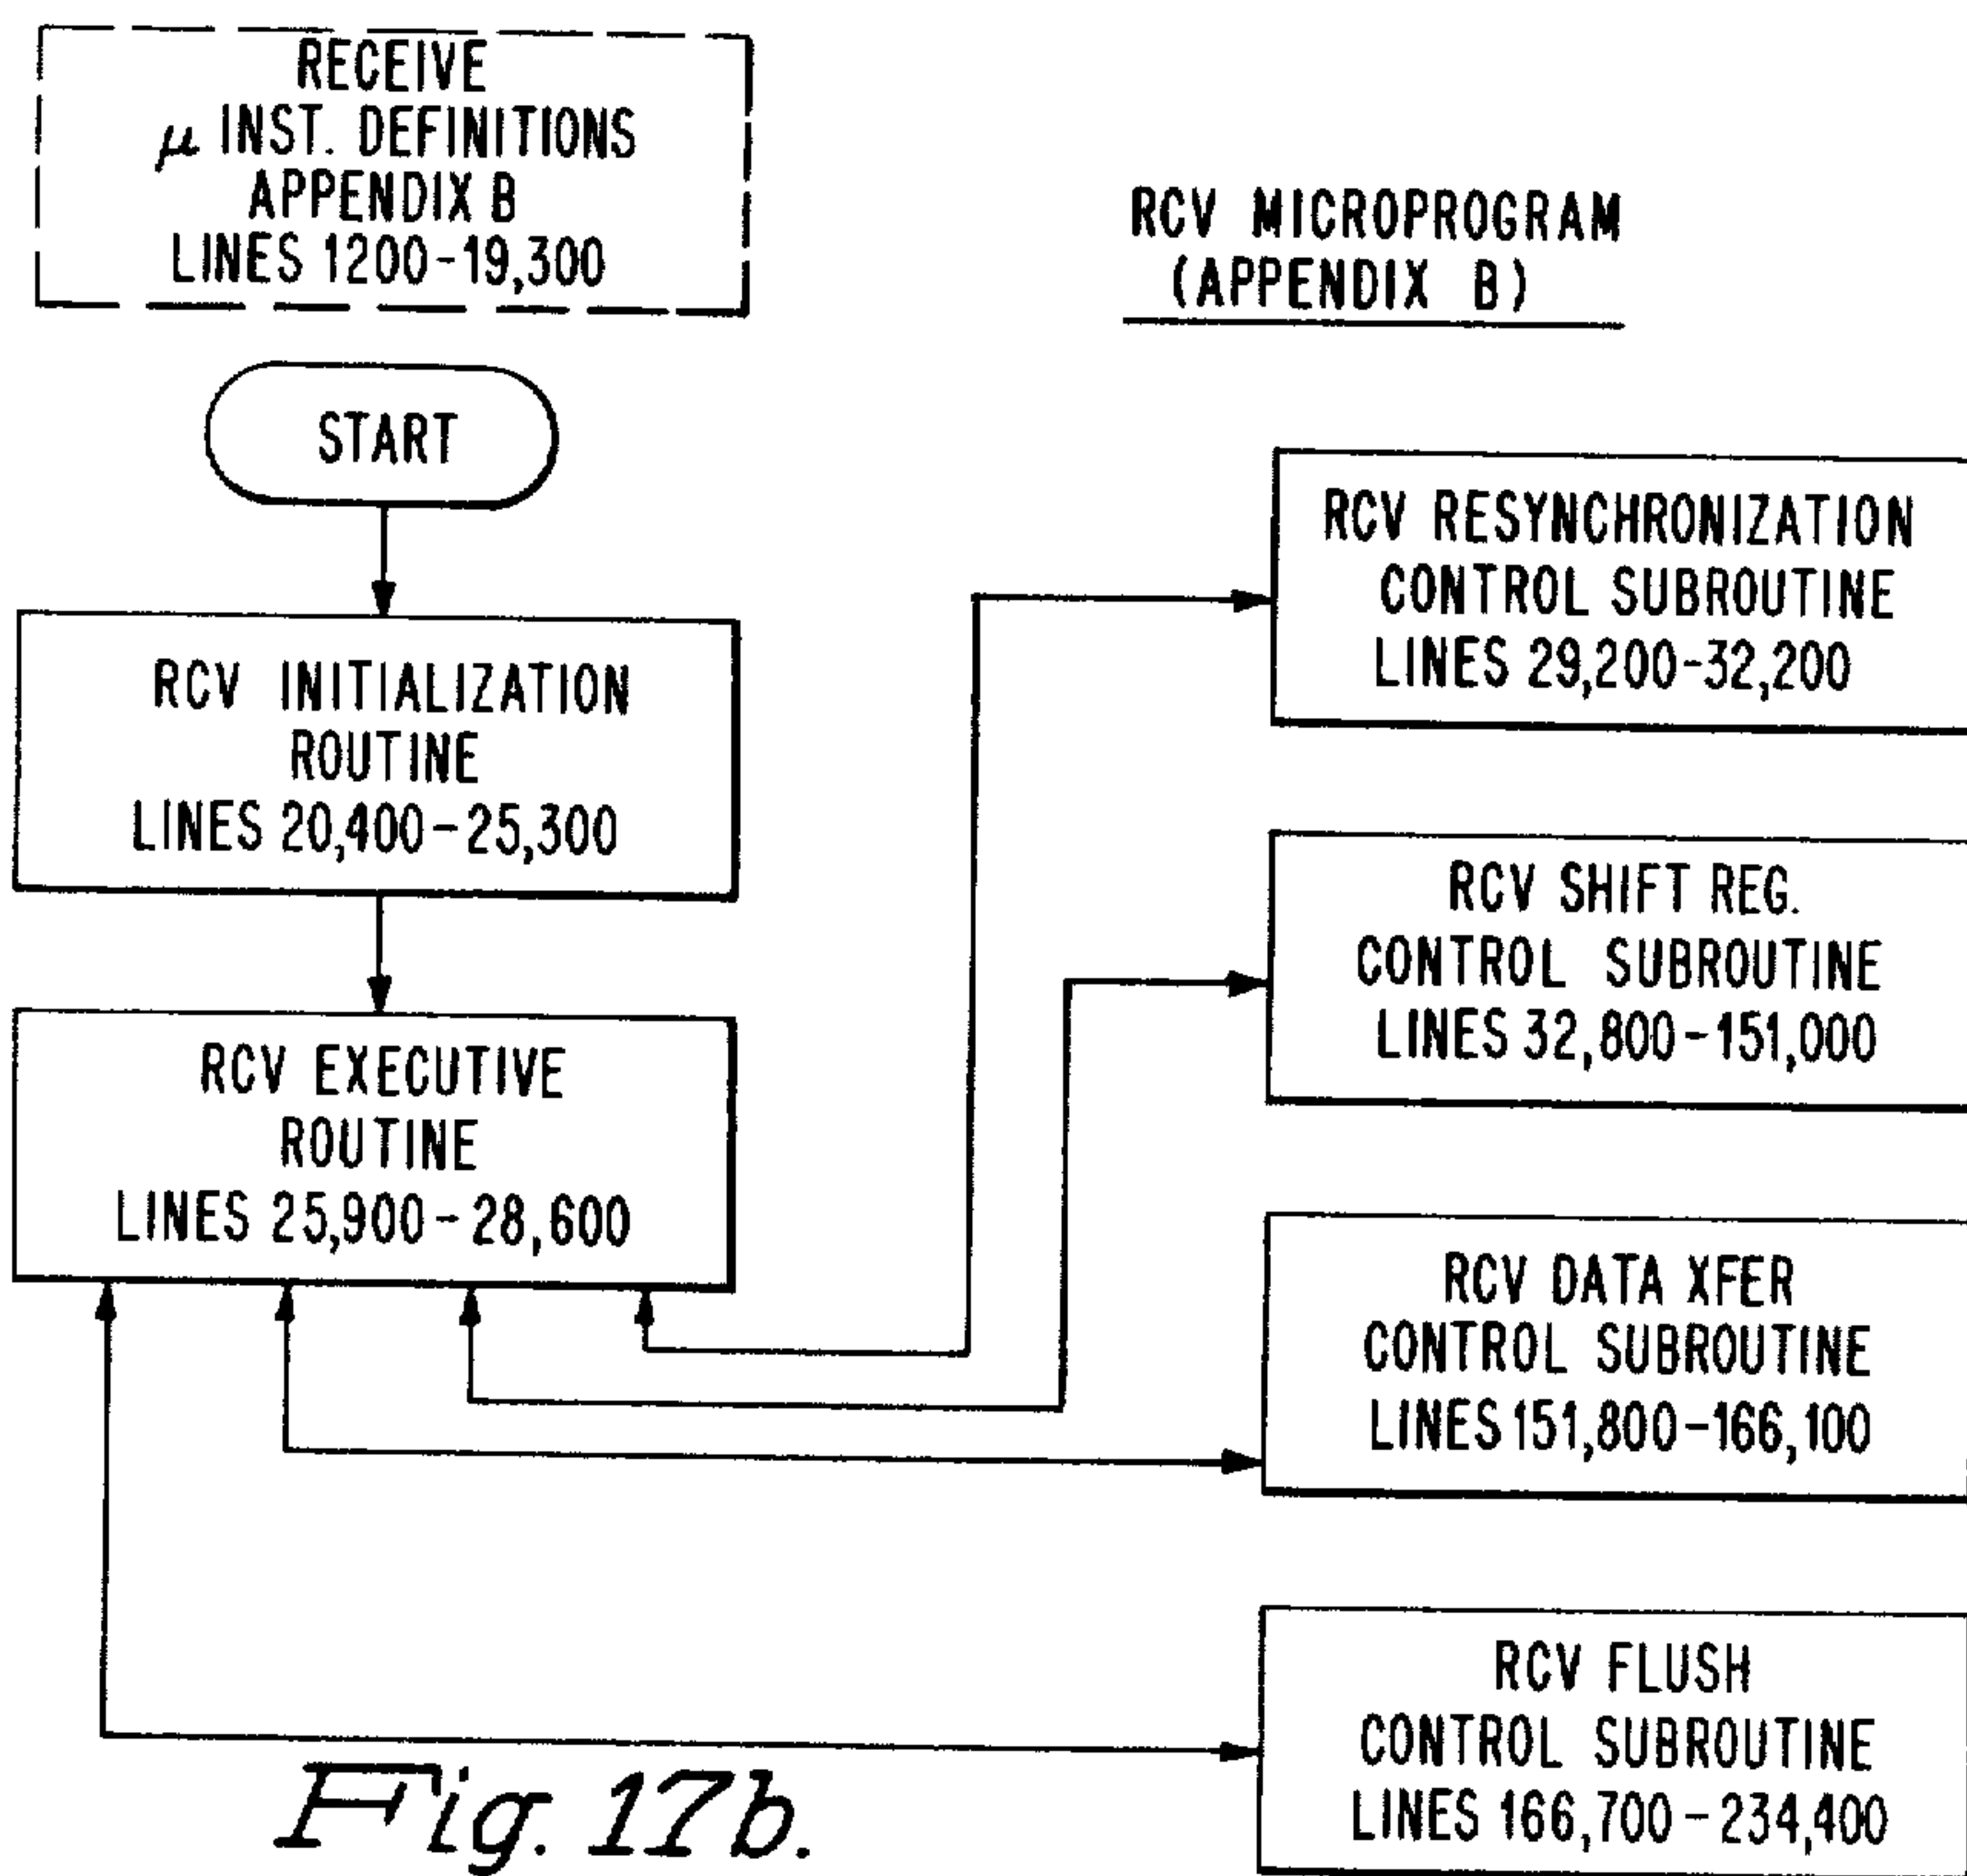 RECEIVE
μ INST. DEFINITIONS
APPENDIX B
LINES 1200-19,300
RCV MICROPROGRAM
(APPENDIX B)
START
RCV INITIALIZATION
ROUTINE
LINES 20,400-25,300
RCV EXECUTIVE
ROUTINE
LINES 25,900-28,600
RCV RESYNCHRONIZATION
CONTROL SUBROUTINE
LINES 29,200-32,200
RCV SHIFT REG.
CONTROL SUBROUTINE
LINES 32,800-151,000
RCV DATA XFER
CONTROL SUBROUTINE
LINES 151,800-166,100
RCV FLUSH
CONTROL SUBROUTINE
LINES 166,700-234,400
Fig. 17b.